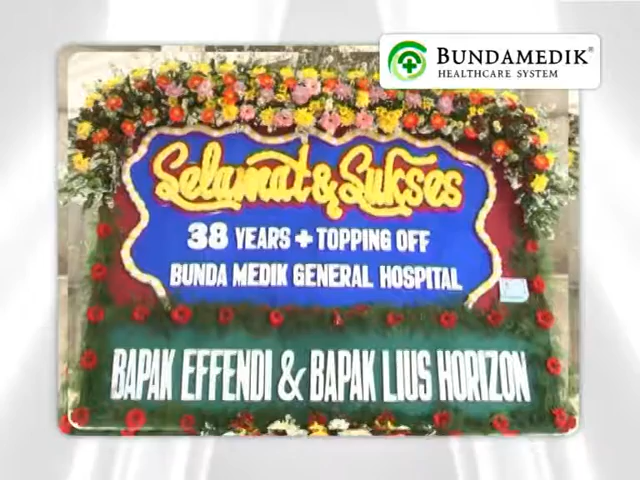 BUNDAMEDIK®
HEALTHCARE SYSTEM
Selamat & Sukses
38 YEARS + TOPPING OFF
BUNDA MEDIK GENERAL HOSPITAL
BAPAK EFFENDI & BAPAK LIUS HORIZON